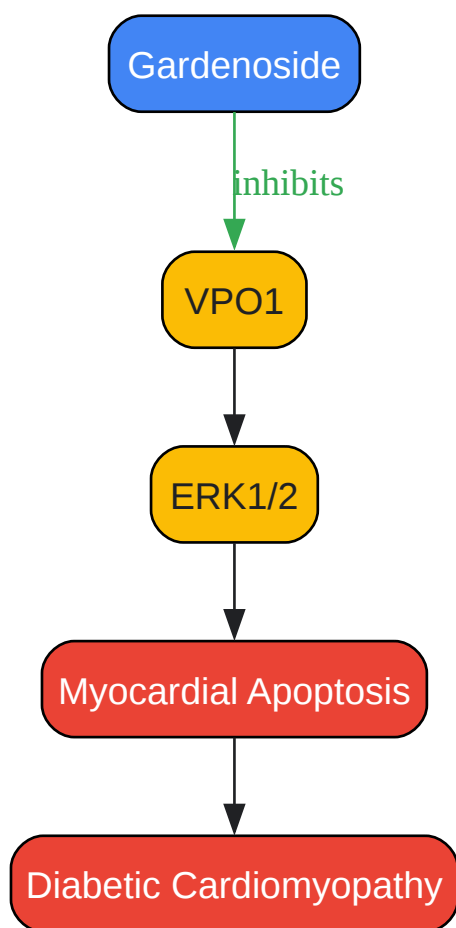 Gardenoside
inhibits
VPO1
ERK1/2
Myocardial Apoptosis
Diabetic Cardiomyopathy